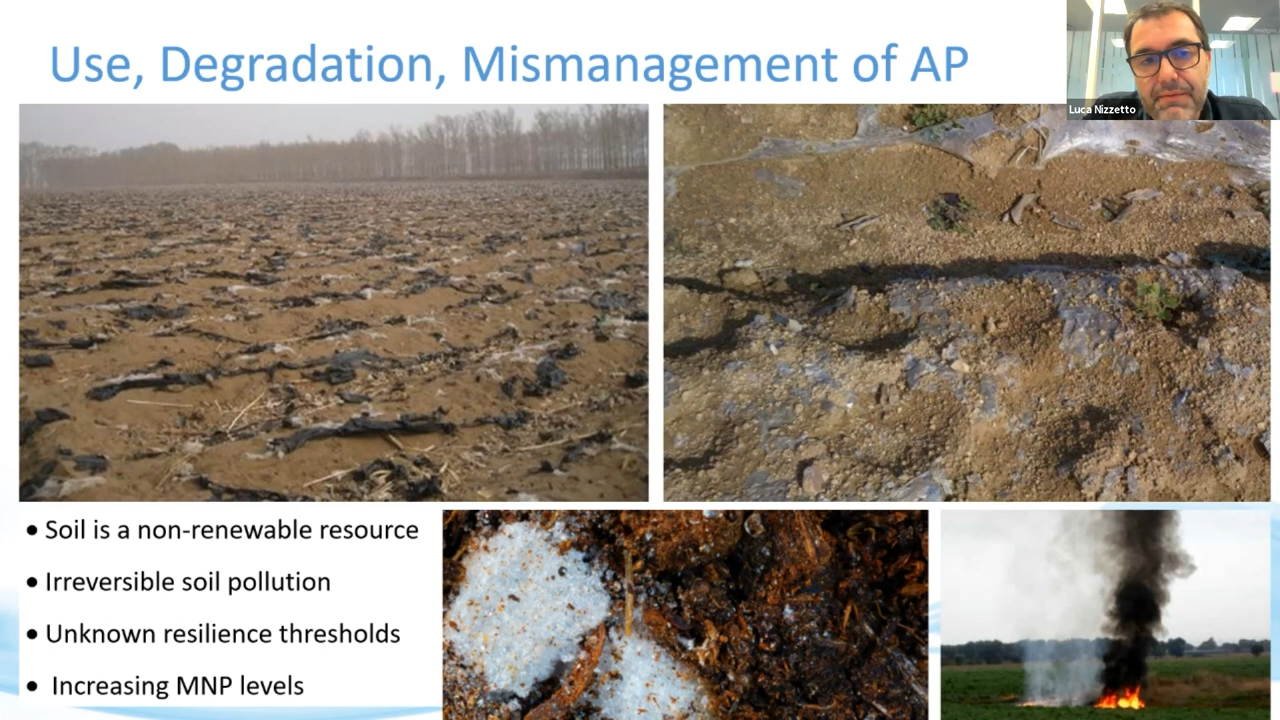 Use, Degradation, Mismanagement of AP
Luca Nizzetto
• Soil is a non-renewable resource
• Irreversible soil pollution
• Unknown resilience thresholds
• Increasing MNP levels